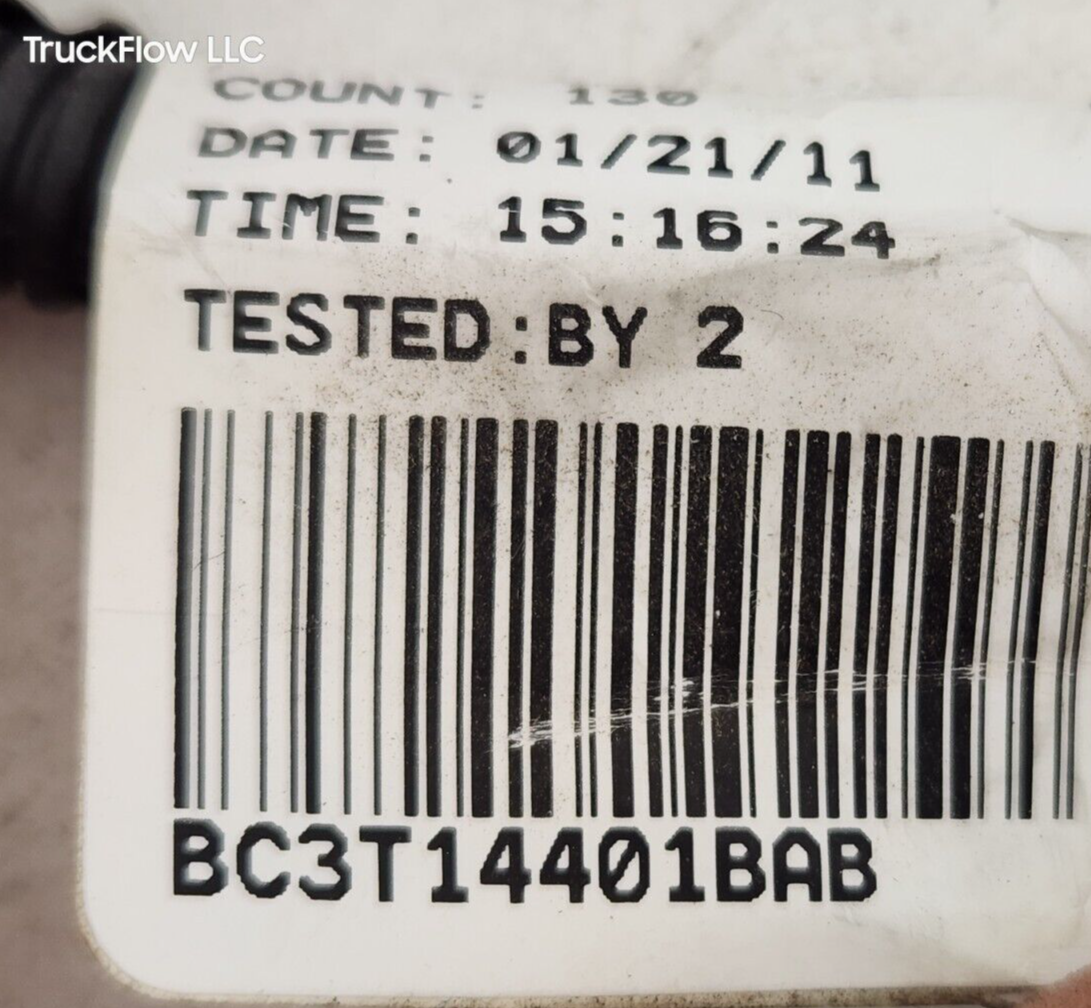 TruckFlow LLC
COUNT: 130
DATE: 01/21/11
TIME: 15:16:24
TESTED:BY 2
BC3T14401BAB